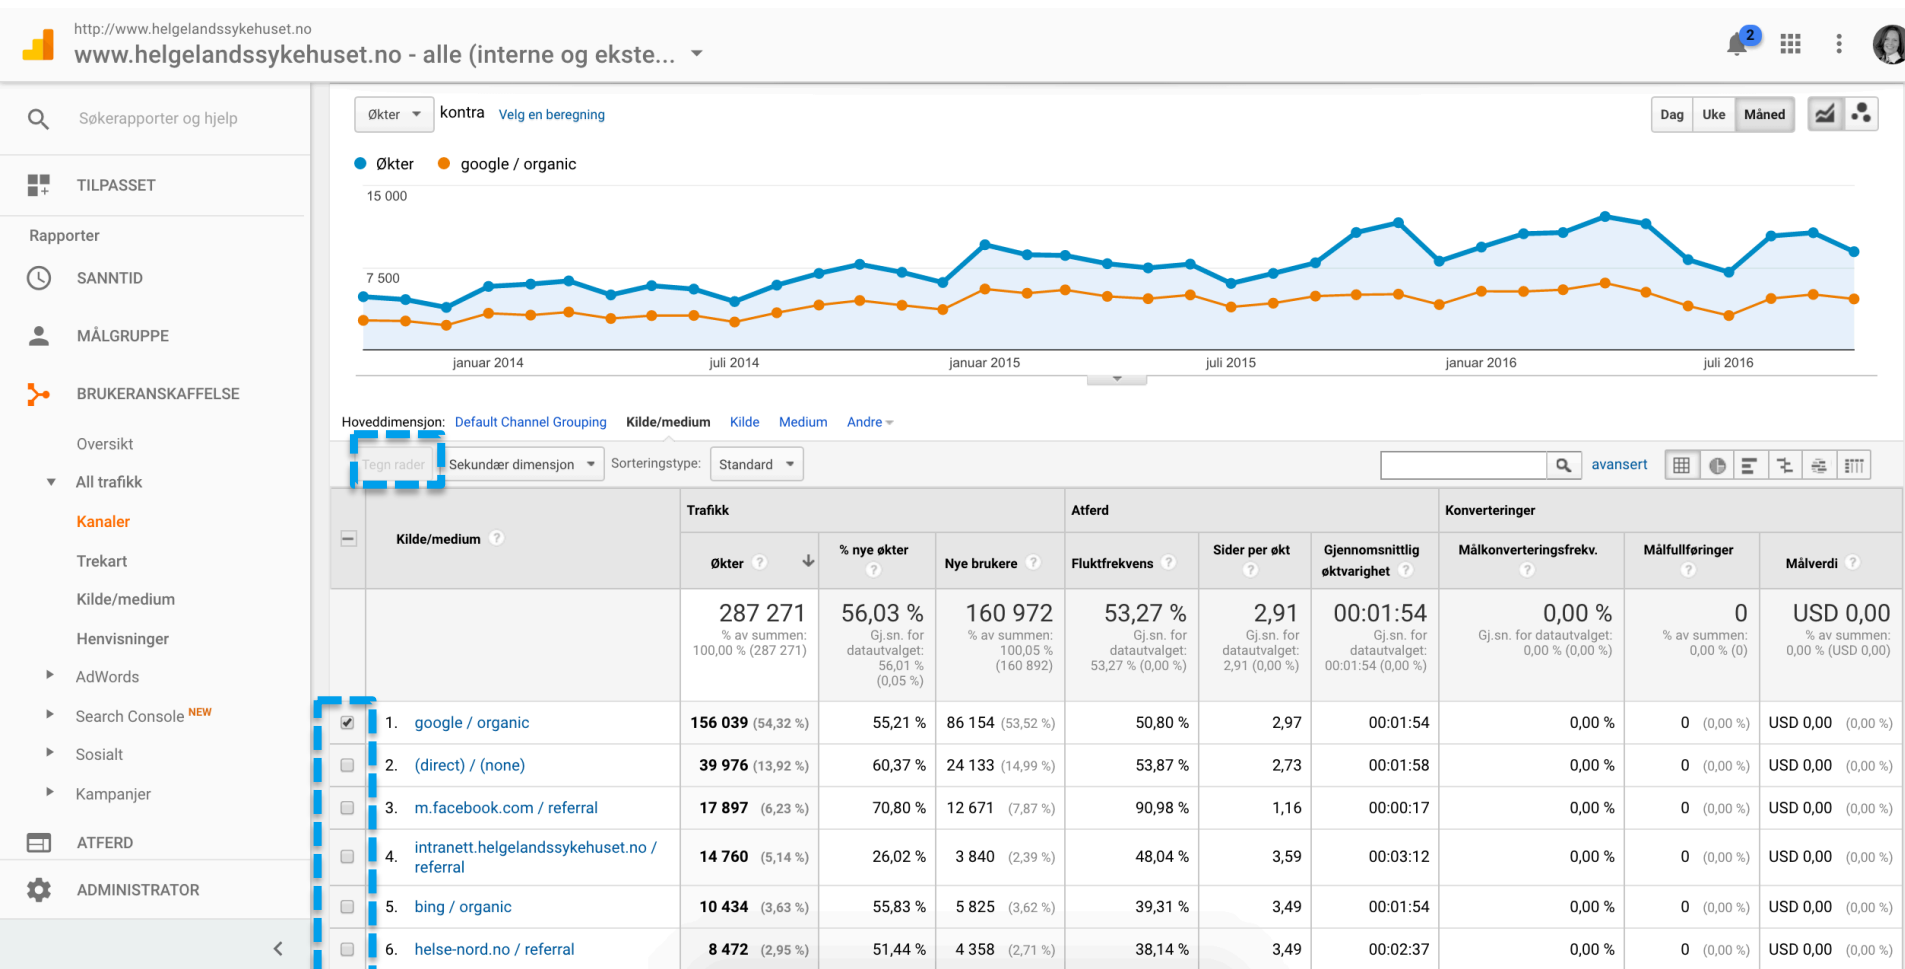 http://www.helgelandssykehuset.no
www.helgelandssykehuset.no - alle (interne og ekste...
2
Søkerapporter og hjelp
TILPASSET
Rapporter
SANNTID
MÅLGRUPPE
BRUKERANSKAFFELSE
Oversikt
All trafikk
Kanaler
Trekart
Kilde/medium
Henvisninger
AdWords
Search Console NEW
Sosialt
Kampanjer
ATFERD
ADMINISTRATOR
Økter kontra Velg en beregning
Dag Uke Måned
Økter google / organic
15 000
7 500
januar 2014 juli 2014 januar 2015 juli 2015 januar 2016 juli 2016
Hoveddimensjon: Default Channel Grouping Kilde/medium Kilde Medium Andre
Tegn rader Sekundær dimensjon Sorteringstype: Standard avansert
Trafikk Atferd Konverteringer
Kilde/medium ? Økter ? % nye økter ? Nye brukere ? Fluktfrekvens ? Sider per økt ? Gjennomsnittlig øktvarighet ? Målkonverteringsfrekv. ? Målfullføringer ? Målverdi ?
287 271 56,03 % 160 972 53,27 % 2,91 00:01:54 0,00 % 0 USD 0,00
% av summen: 100,00 % (287 271)
Gj.sn. for datautvalget: 56,01 % (0,05 %)
% av summen: 100,05 % (160 892)
Gj.sn. for datautvalget: 53,27 % (0,00 %)
Gj.sn. for datautvalget: 2,91 (0,00 %)
Gj.sn. for datautvalget: 00:01:54 (0,00 %)
Gj.sn. for datautvalget: 0,00 % (0,00 %)
% av summen: 0,00 % (0)
% av summen: 0,00 % (USD 0,00)
1. google / organic 156 039 (54,32 %) 55,21 % 86 154 (53,52 %) 50,80 % 2,97 00:01:54 0,00 % 0 (0,00 %) USD 0,00 (0,00 %)
2. (direct) / (none) 39 976 (13,92 %) 60,37 % 24 133 (14,99 %) 53,87 % 2,73 00:01:58 0,00 % 0 (0,00 %) USD 0,00 (0,00 %)
3. m.facebook.com / referral 17 897 (6,23 %) 70,80 % 12 671 (7,87 %) 90,98 % 1,16 00:00:17 0,00 % 0 (0,00 %) USD 0,00 (0,00 %)
4. intranett.helgelandssykehuset.no / referral 14 760 (5,14 %) 26,02 % 3 840 (2,39 %) 48,04 % 3,59 00:03:12 0,00 % 0 (0,00 %) USD 0,00 (0,00 %)
5. bing / organic 10 434 (3,63 %) 55,83 % 5 825 (3,62 %) 39,31 % 3,49 00:01:54 0,00 % 0 (0,00 %) USD 0,00 (0,00 %)
6. helse-nord.no / referral 8 472 (2,95 %) 51,44 % 4 358 (2,71 %) 38,14 % 3,49 00:02:37 0,00 % 0 (0,00 %) USD 0,00 (0,00 %)